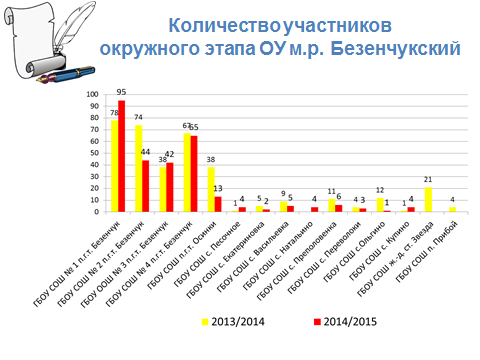 Количество участников
окружного этапа ОУ м.р. Безенчукский
100
90
80
70
60
50
40
30
20
10
0
78 95
74 44
38 42
67 65
38 13
1 4
5 2
9 5
4
11 6
4 3
12 1
1 4
21
4
ГБОУ СОШ № 1 п.г.т. Безенчук
ГБОУ СОШ № 2 п.г.т. Безенчук
ГБОУ СОШ № 3 п.г.т. Безенчук
ГБОУ СОШ № 4 п.г.т. Безенчук
ГБОУ СОШ п.г.т. Осинки
ГБОУ СОШ с. Песочное
ГБОУ СОШ с. Екатериновка
ГБОУ СОШ с. Васильевка
ГБОУ СОШ с. Натальино
ГБОУ СОШ с. Преполовенка
ГБОУ СОШ с. Переволоки
ГБОУ СОШ с.Ольгино
ГБОУ СОШ с. Купино
ГБОУ СОШ ж.-д. ст. Звезда
ГБОУ СОШ п. Прибой
2013/2014 2014/2015